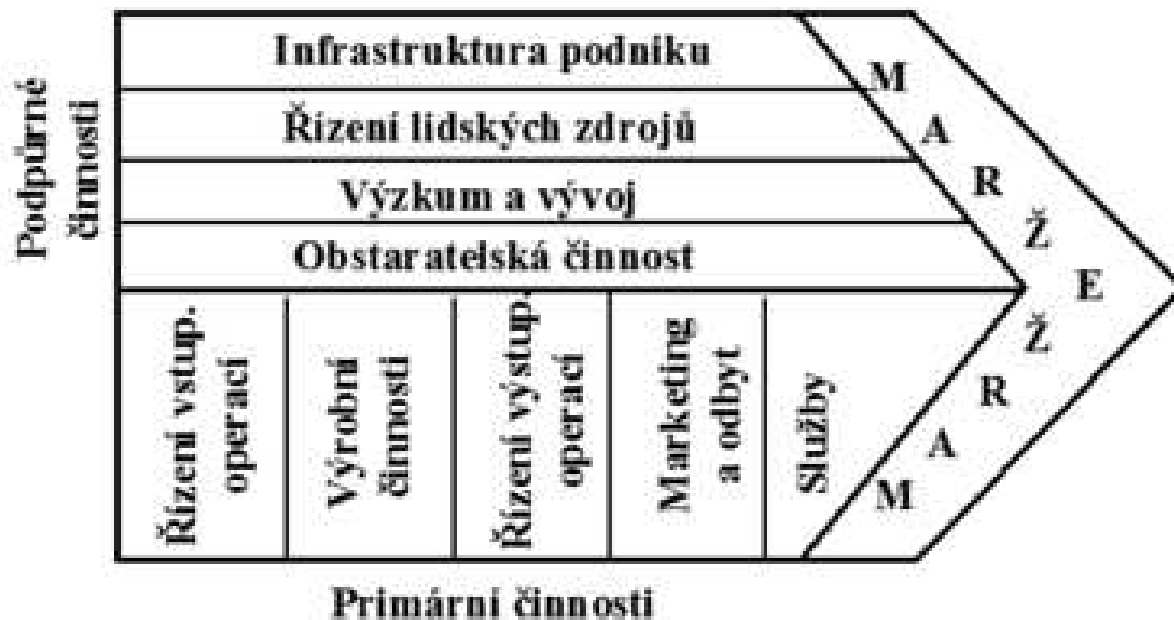 Podpůrné
činnosti
Infrastruktura podniku
Řízení lidských zdrojů
Výzkum a vývoj
Obstaratelská činnost
Řízení vstup.
operací
Výrobní
činnosti
Řízení výstup.
operací
Marketing
a odbyt
Služby
M A R Ž E
M A R Ž
Primární činnosti